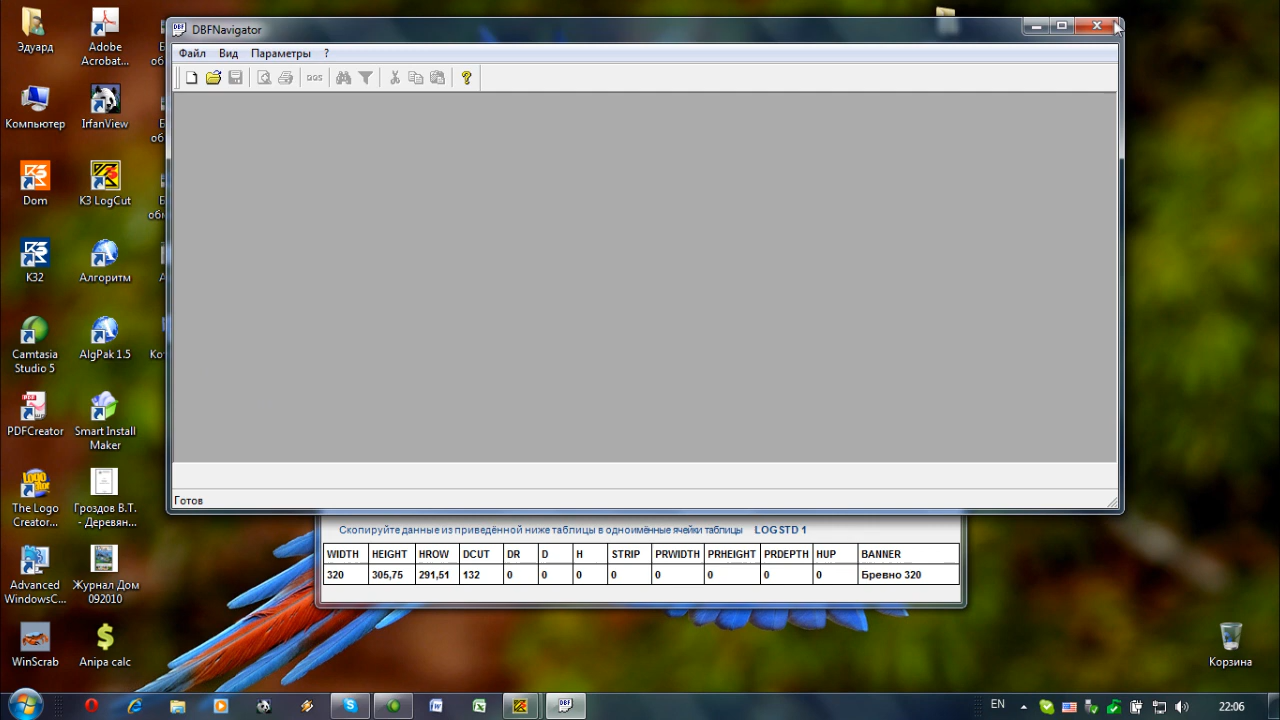 DBFNavigator
Файл Вид Параметры ?
Готов
Скопируйте данные из приведённой ниже таблицы в одноимённые ячейки таблицы LOGSTD 1
WIDTH HEIGHT HROW DCUT DR D H STRIP PRWIDTH PRHEIGHT PRDEPTH HUP BANNER
320 305,75 291,51 132 0 0 0 0 0 0 0 0 Бревно 320
Эдуард
Adobe
Acrobat...
Компьютер
IrfanView
Dom
K3 LogCut
K32
Алгоритм
Camtasia
Studio 5
AlgPak 1.5
PDFCreator
Smart Install
Maker
The Logo
Creator...
Гроздов В.Т.
- Деревян...
Advanced
WindowsC...
Журнал Дом
092010
WinScrab
Anipa calc
Корзина
EN
22:06